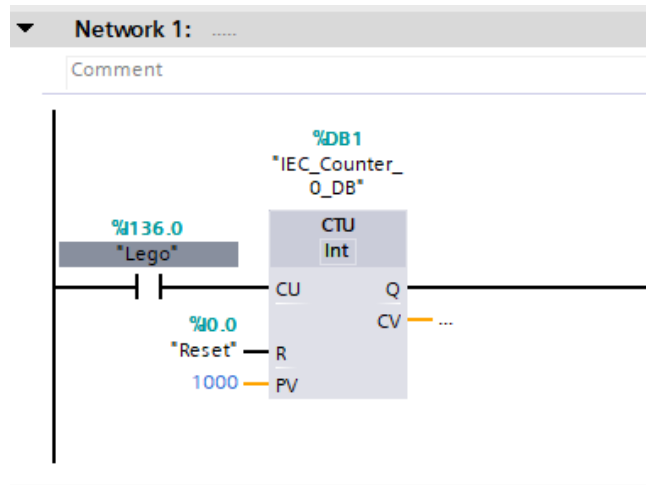 Network 1: .....
Comment
%DB1
"IEC_Counter_
0_DB"
%I136.0
"Lego"
CTU
Int
CU
Q
CV
...
%I0.0
"Reset"
R
1000
PV